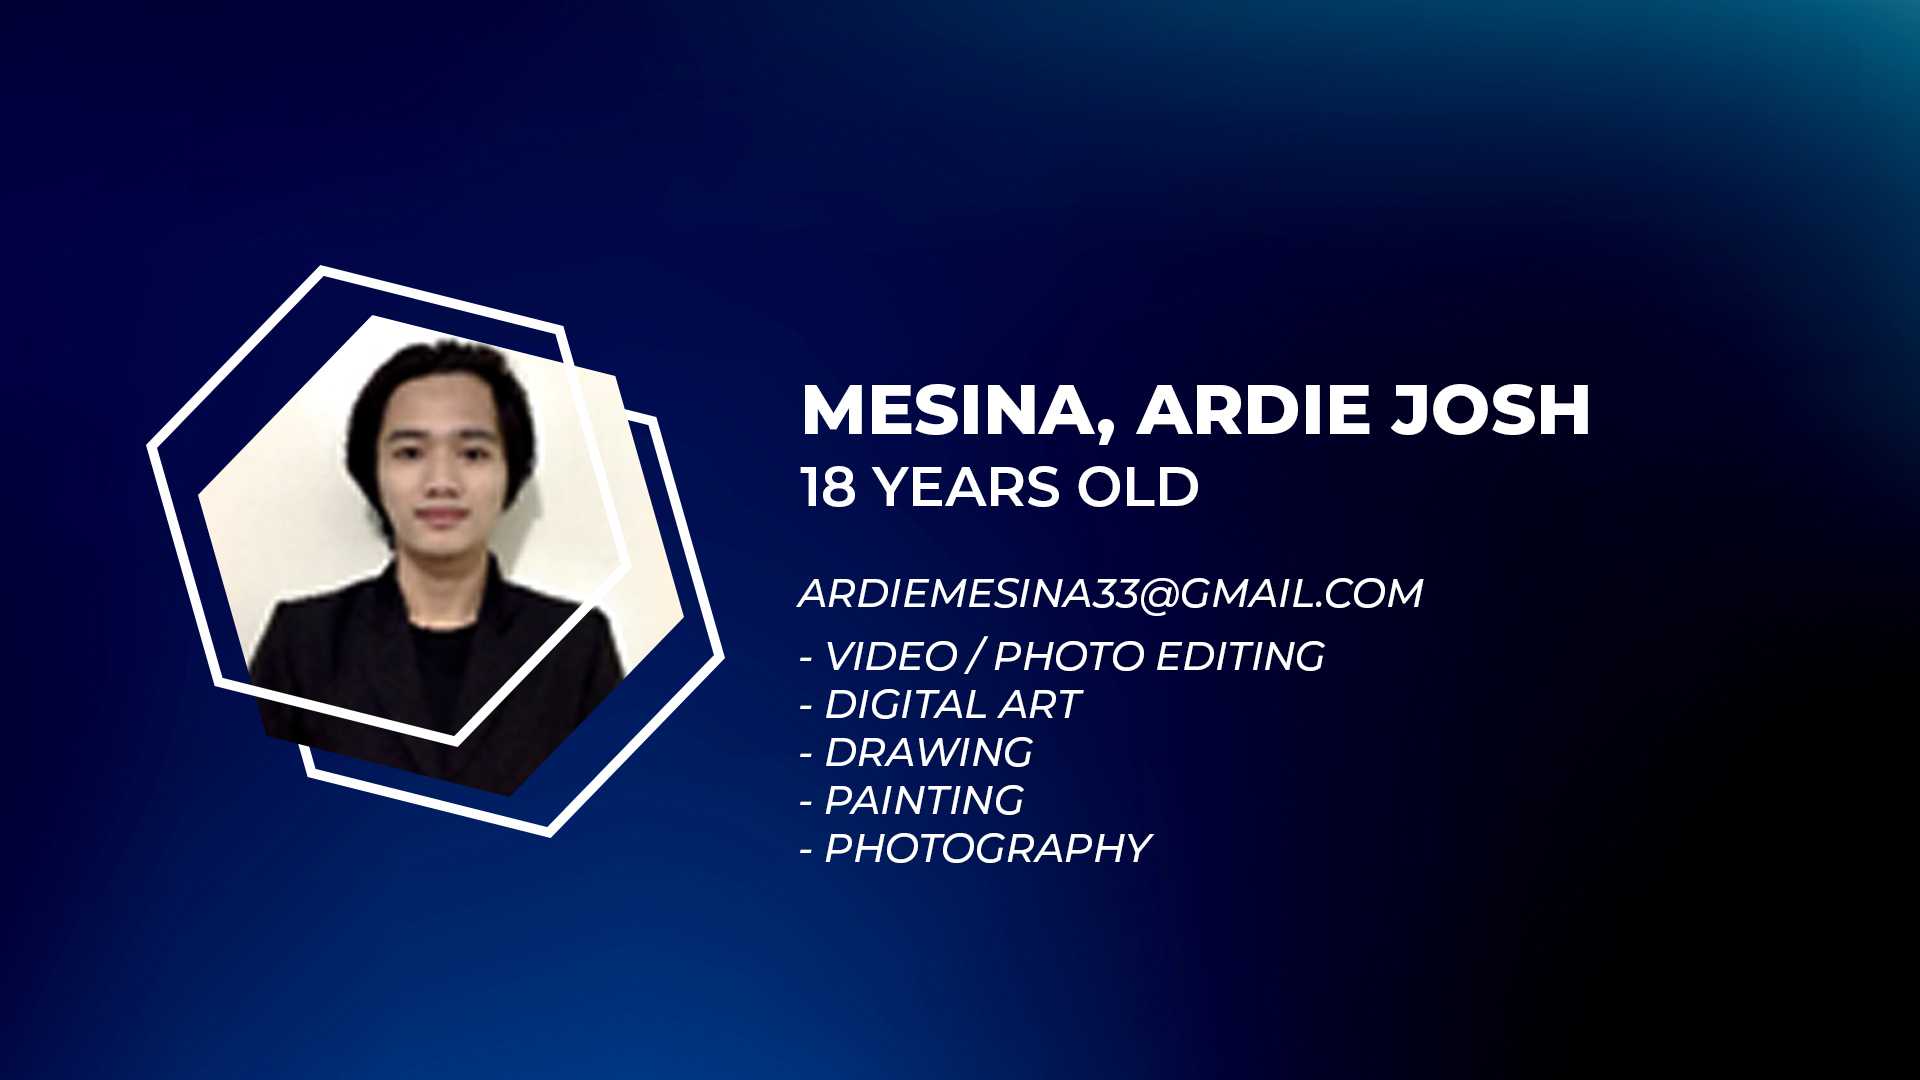 MESINA, ARDIE JOSH
18 YEARS OLD
ARDIEMESINA33@GMAIL.COM
- VIDEO / PHOTO EDITING
- DIGITAL ART
- DRAWING
- PAINTING
- PHOTOGRAPHY